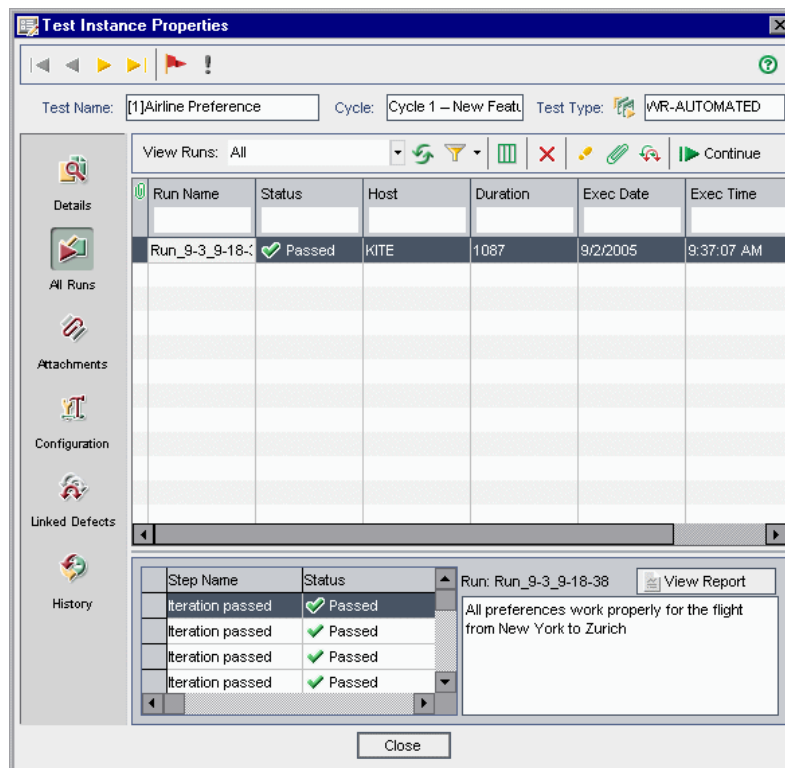 Test Instance Properties
Test Name: [1]Airline Preference Cycle: Cycle 1 – New Featu Test Type: WR-AUTOMATED
View Runs: All Continue
Details
All Runs
Attachments
Configuration
Linked Defects
History
Run Name Status Host Duration Exec Date Exec Time
Run_9-3_9-18-3 Passed KITE 1087 9/2/2005 9:37:07 AM
Step Name Status
Iteration passed Passed
Iteration passed Passed
Iteration passed Passed
Iteration passed Passed
Run: Run_9-3_9-18-38 View Report
All preferences work properly for the flight
from New York to Zurich
Close